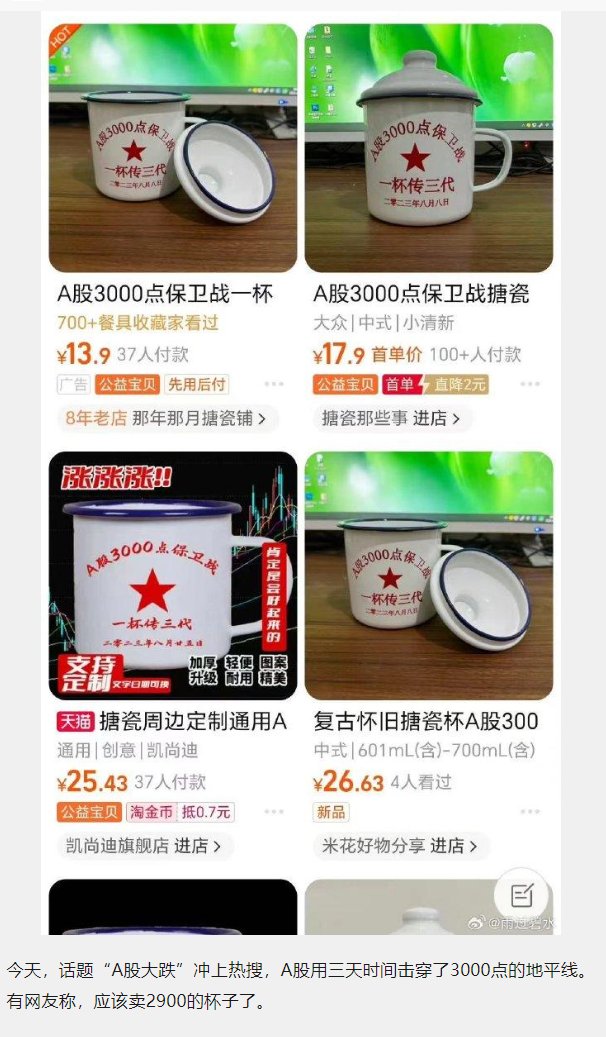 HOT
A股3000点保卫战
一杯传三代
二零二三年八月八日
A股3000点保卫战
一杯传三代
二零二三年八月八日
A股3000点保卫战一杯
700+餐具收藏家看过
¥13.9 37人付款
广告 公益宝贝 先用后付
8年老店 那年那月搪瓷铺 >
A股3000点保卫战搪瓷
大众|中式|小清新
¥17.9 首单价 100+人付款
公益宝贝 首单 直降2元
搪瓷那些事 进店 >
涨涨涨!!
A股3000点保卫战
一杯传三代
二零二三年八月廿五日
肯定是会好起来的
支持定制
文字日期可换
加厚升级 轻便耐用 图案精美
A股3000点保卫战
一杯传三代
二零二三年八月八日
天猫 搪瓷周边定制通用A
通用|创意|凯尚迪
¥25.43 37人付款
公益宝贝 淘金币 抵0.7元
凯尚迪旗舰店 进店 >
复古怀旧搪瓷杯A股300
中式|601mL(含)-700mL(含)
¥26.63 4人看过
新品
米花好物分享 进店 >
今天，话题“A股大跌”冲上热搜，A股用三天时间击穿了3000点的地平线。
有网友称，应该卖2900的杯子了。